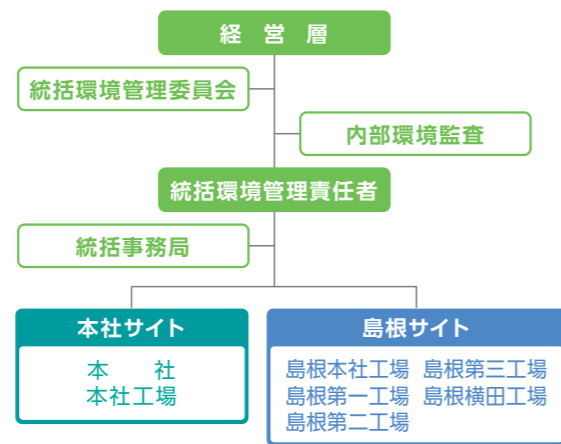 経　営　層
統括環境管理委員会
内部環境監査
統括環境管理責任者
統括事務局
本社サイト
本　　社
本社工場
島根サイト
島根本社工場 島根第三工場
島根第一工場 島根横田工場
島根第二工場